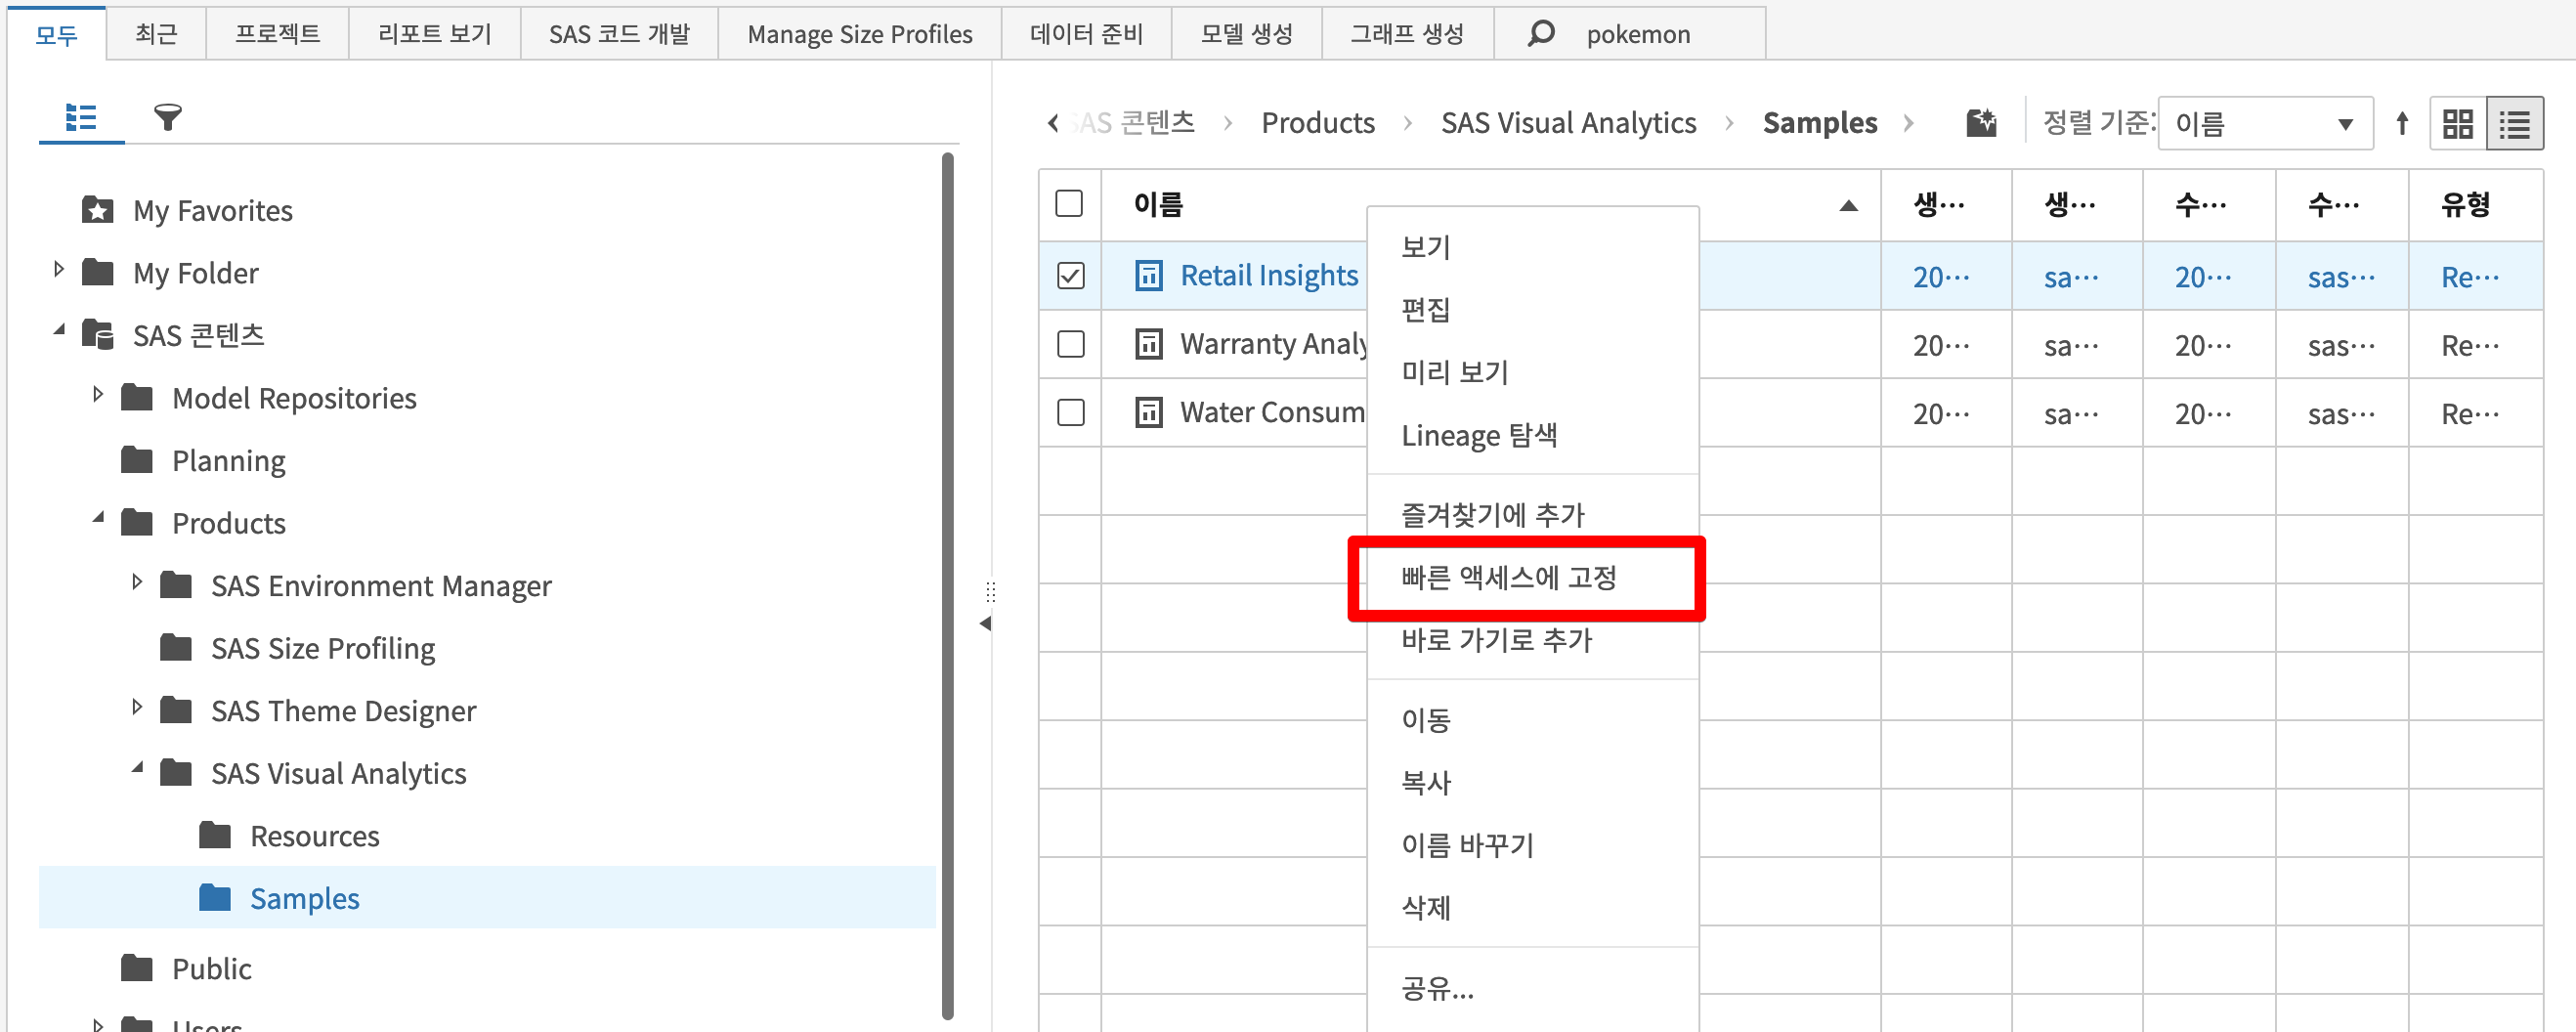 모두 최근 프로젝트 리포트 보기 SAS 코드 개발 Manage Size Profiles 데이터 준비 모델 생성 그래프 생성 pokemon
My Favorites
My Folder
SAS 콘텐츠
Model Repositories
Planning
Products
SAS Environment Manager
SAS Size Profiling
SAS Theme Designer
SAS Visual Analytics
Resources
Samples
Public
Users
SAS 콘텐츠 Products SAS Visual Analytics Samples 정렬 기준: 이름
이름 생… 생… 수… 수… 유형
Retail Insights 20… sa… 20… sas… Re…
Warranty Analy 20… sa… 20… sas… Re…
Water Consum 20… sa… 20… sas… Re…
보기
편집
미리 보기
Lineage 탐색
즐겨찾기에 추가
빠른 액세스에 고정
바로 가기로 추가
이동
복사
이름 바꾸기
삭제
공유...